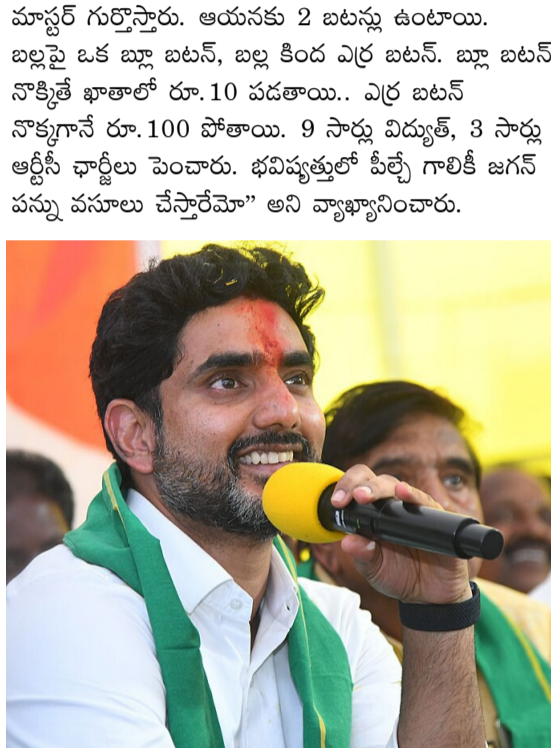 మాస్టర్ గుర్తొస్తారు. ఆయనకు 2 బటన్లు ఉంటాయి.
బల్లపై ఒక బ్లూ బటన్, బల్ల కింద ఎర్ర బటన్. బ్లూ బటన్
నొక్కితే ఖాతాలో రూ.10 పడతాయి.. ఎర్ర బటన్
నొక్కగానే రూ.100 పోతాయి. 9 సార్లు విద్యుత్, 3 సార్లు
ఆర్టీసీ ఛార్జీలు పెంచారు. భవిష్యత్తులో పీల్చే గాలికీ జగన్
పన్ను వసూలు చేస్తారేమో” అని వ్యాఖ్యానించారు.